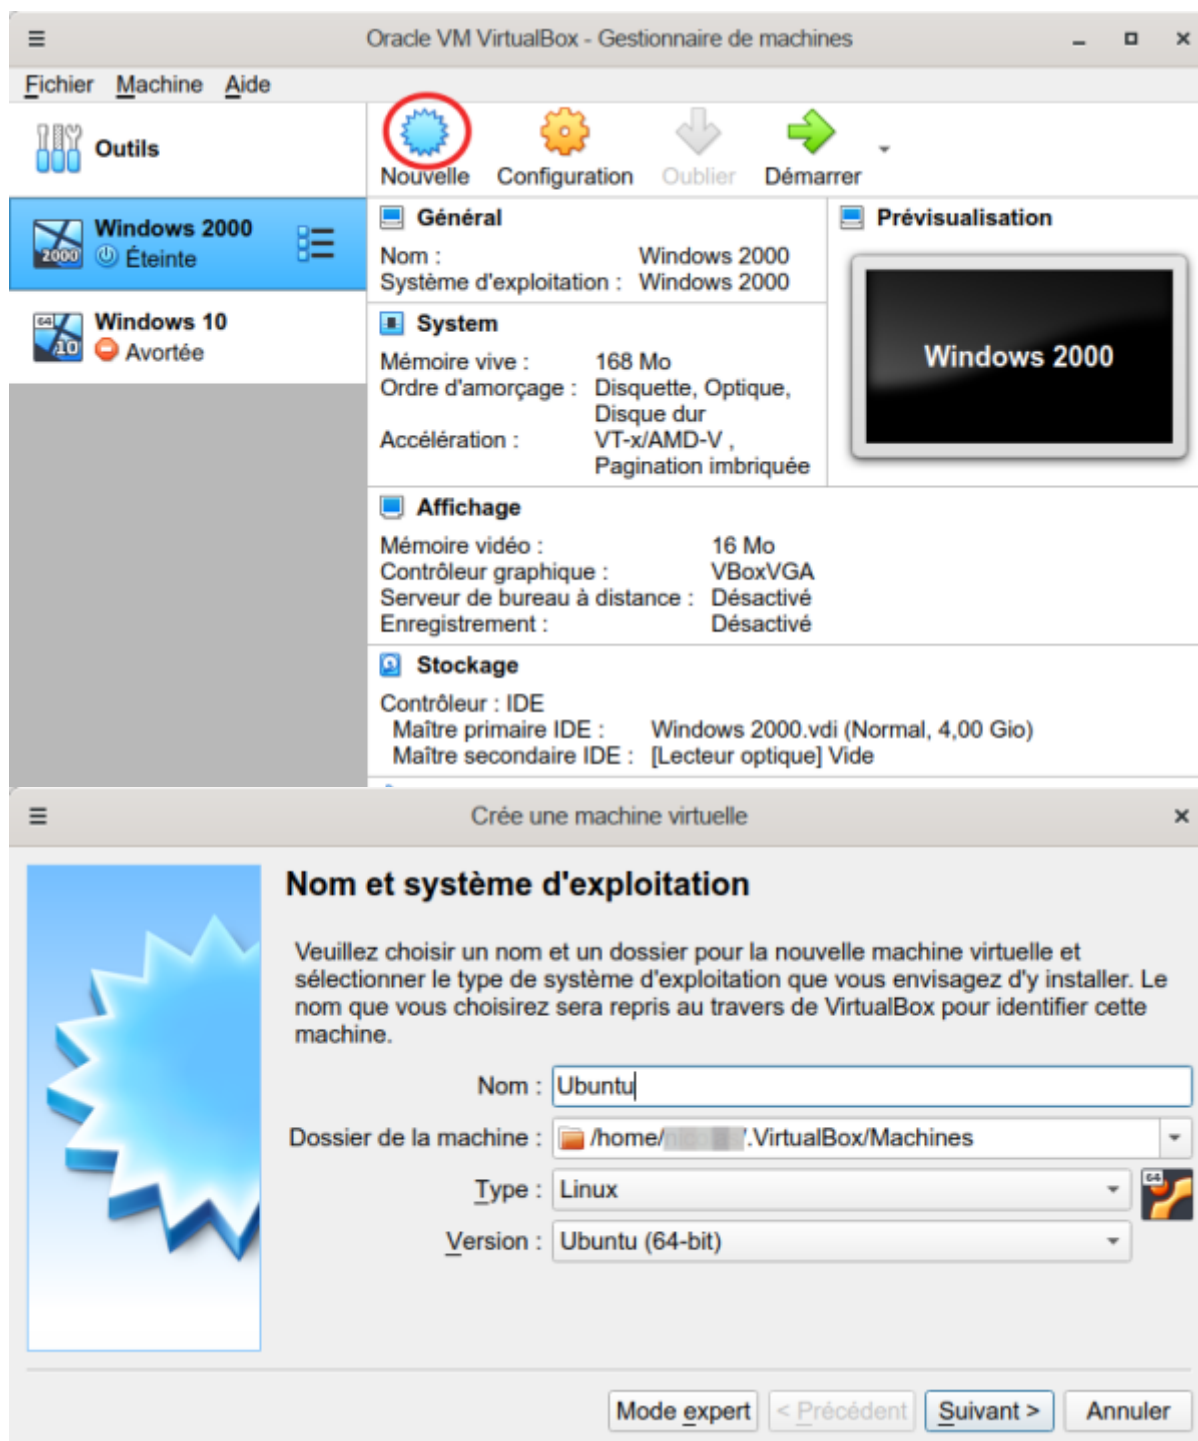 Oracle VM VirtualBox - Gestionnaire de machines
Fichier Machine Aide
Outils
Nouvelle Configuration Oublier Démarrer
2000
Windows 2000
Éteinte
64
10
Windows 10
Avortée
Général
Nom : Windows 2000
Système d'exploitation : Windows 2000
Prévisualisation
Windows 2000
System
Mémoire vive : 168 Mo
Ordre d'amorçage : Disquette, Optique,
Disque dur
Accélération : VT-x/AMD-V ,
Pagination imbriquée
Affichage
Mémoire vidéo : 16 Mo
Contrôleur graphique : VBoxVGA
Serveur de bureau à distance : Désactivé
Enregistrement : Désactivé
Stockage
Contrôleur : IDE
Maître primaire IDE : Windows 2000.vdi (Normal, 4,00 Gio)
Maître secondaire IDE : [Lecteur optique] Vide
Crée une machine virtuelle
Nom et système d'exploitation
Veuillez choisir un nom et un dossier pour la nouvelle machine virtuelle et
sélectionner le type de système d'exploitation que vous envisagez d'y installer. Le
nom que vous choisirez sera repris au travers de VirtualBox pour identifier cette
machine.
Nom : Ubuntu
Dossier de la machine : /home/ /.VirtualBox/Machines
Type : Linux
64
Version : Ubuntu (64-bit)
Mode expert < Précédent Suivant > Annuler